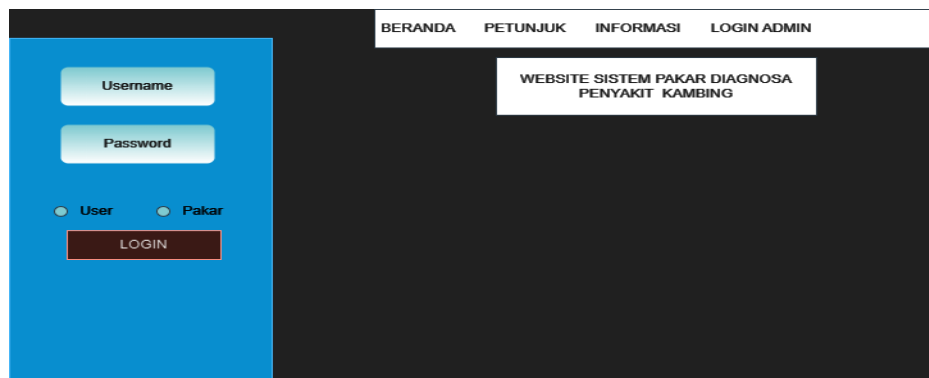 BERANDA PETUNJUK INFORMASI LOGIN ADMIN
WEBSITE SISTEM PAKAR DIAGNOSA
PENYAKIT KAMBING
Username
Password
User Pakar
LOGIN